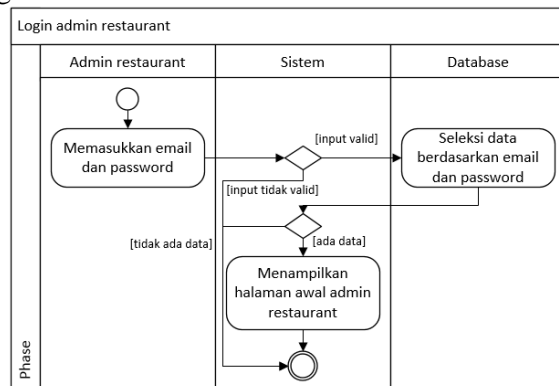 Login admin restaurant
Admin restaurant
Sistem
Database
Memasukkan email
dan password
[input valid]
Seleksi data
berdasarkan email
dan password
[input tidak valid]
[tidak ada data]
[ada data]
Menampilkan
halaman awal admin
restaurant
Phase